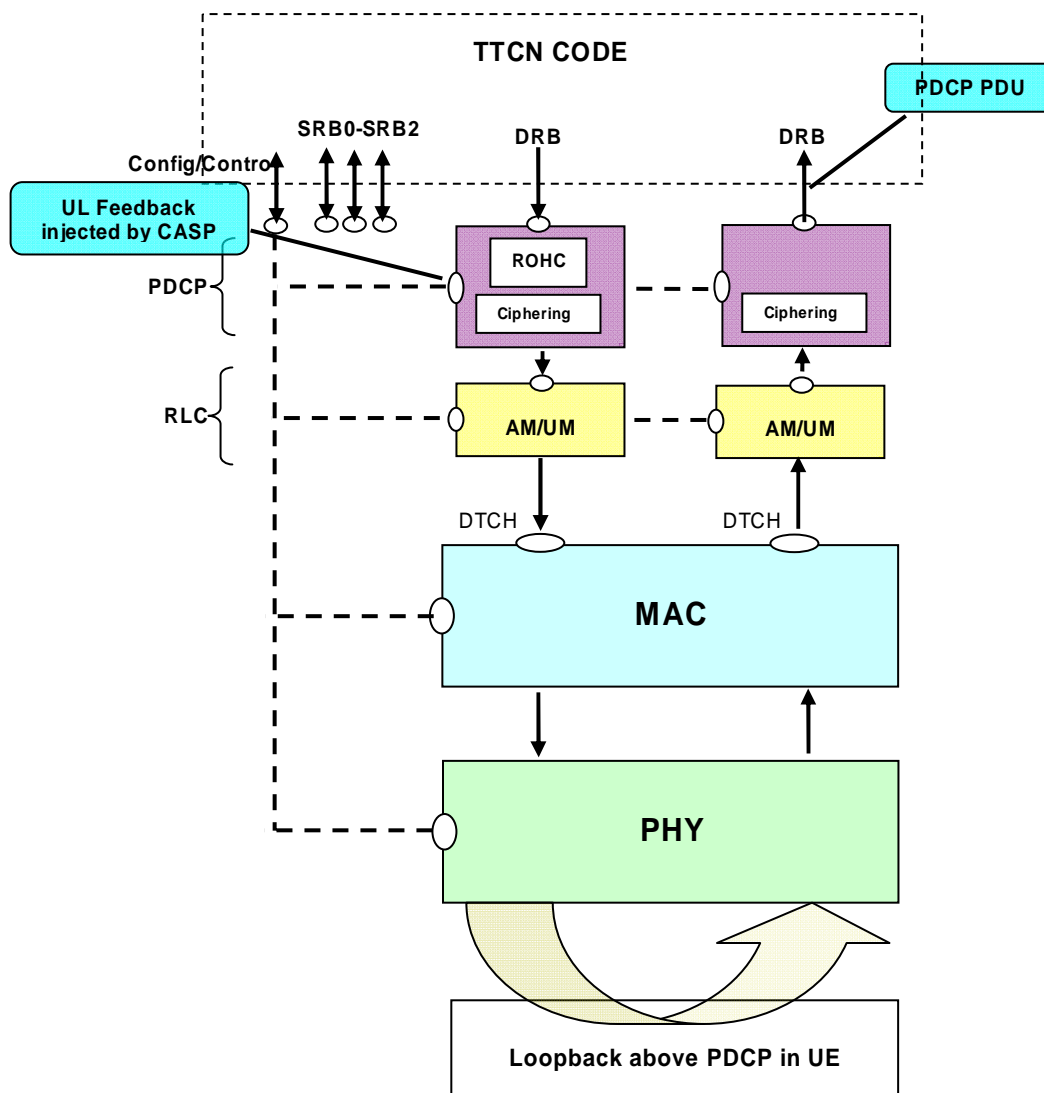 TTCN CODE
PDCP PDU
SRB0-SRB2
DRB
DRB
Config/Contro
UL Feedback
injected by CASP
ROHC
PDCP
Ciphering
Ciphering
RLC
AM/UM
AM/UM
DTCH
DTCH
MAC
PHY
Loopback above PDCP in UE